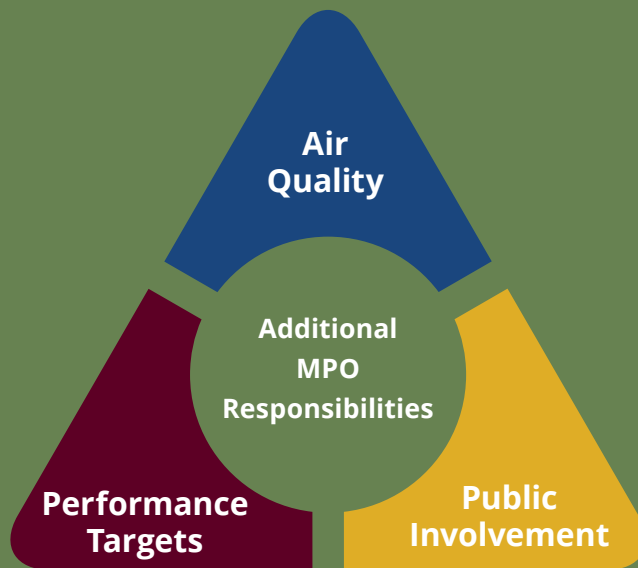 Air
Quality
Additional
MPO
Responsibilities
Performance
Targets
Public
Involvement